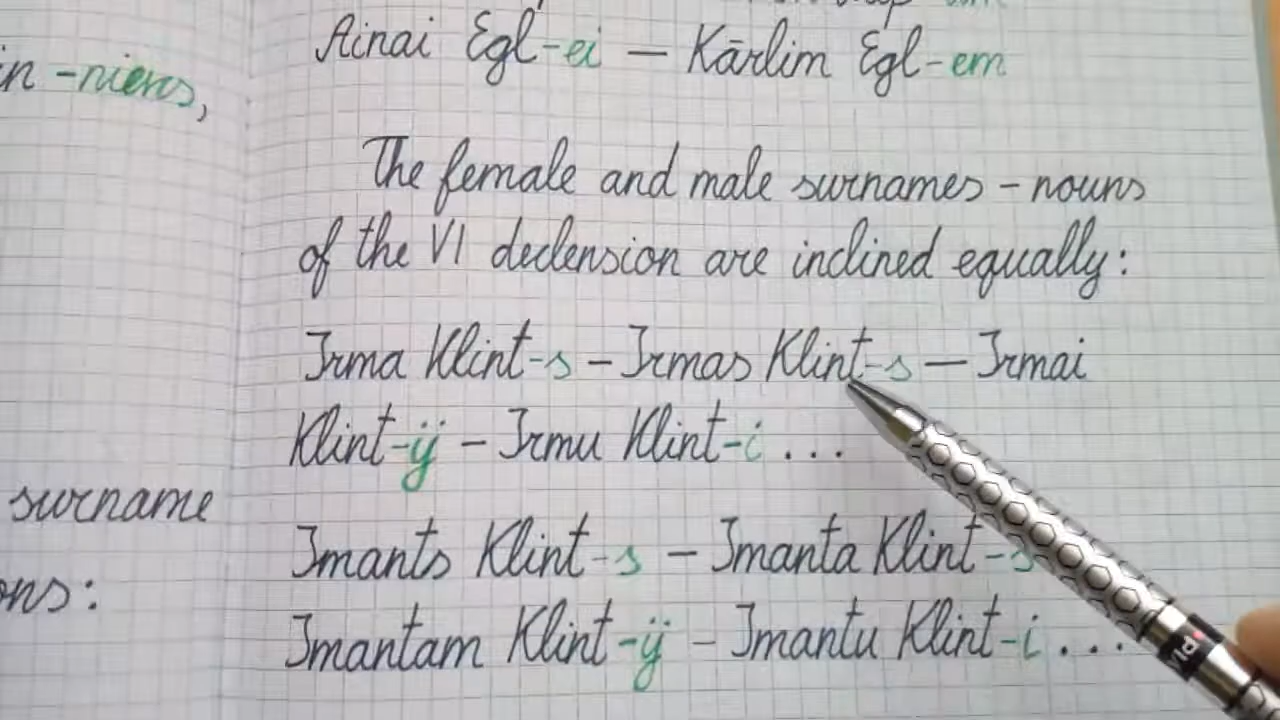 Ainai Egl-ei – Kārlim Egl-em
in -nieks,
The female and male surnames – nouns
of the VI declension are inclined equally:
Irma Klint-s – Irmas Klint-s – Irmai
Klint-ij – Irmu Klint-i ...
surname
Imants Klint-s – Imanta Klint-s
ons:
Imantam Klint-ij – Imantu Klint-i ...